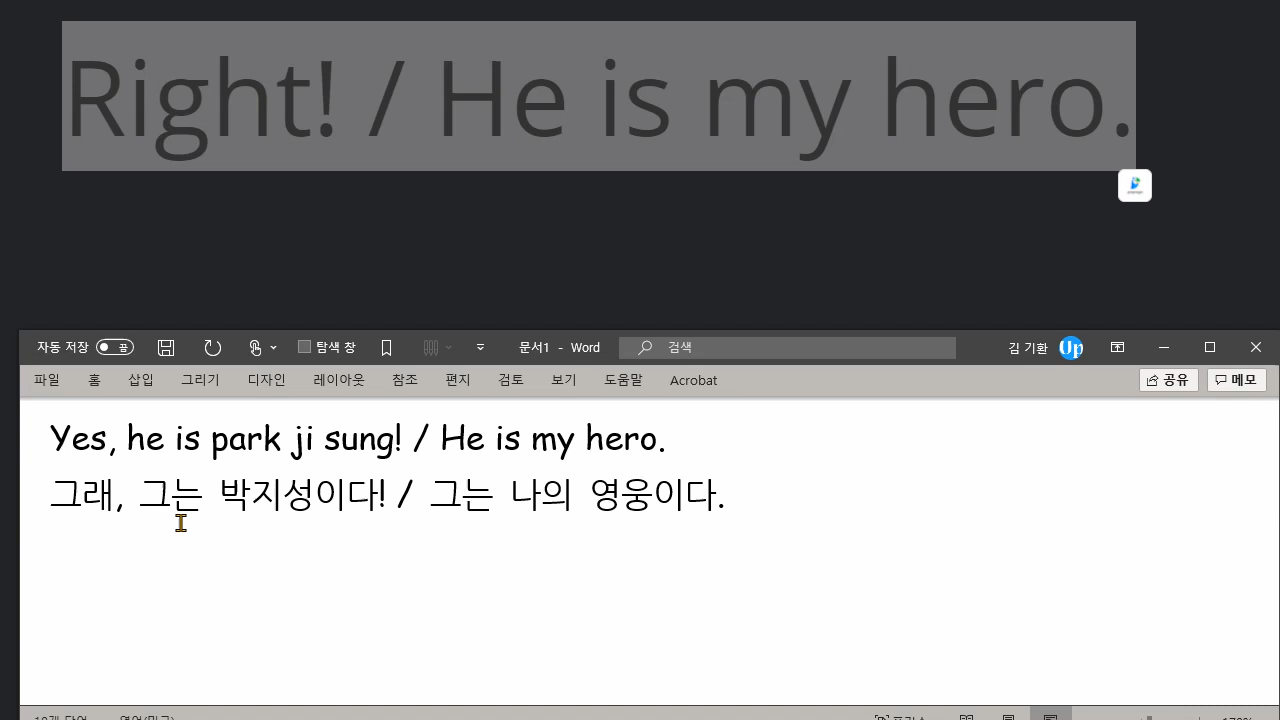 Right! / He is my hero.
자동 저장 끔 탐색 창 문서1 - Word 검색 김 기환 Up
파일 홈 삽입 그리기 디자인 레이아웃 참조 편지 검토 보기 도움말 Acrobat 공유 메모
Yes, he is park ji sung! / He is my hero.
그래, 그는 박지성이다! / 그는 나의 영웅이다.